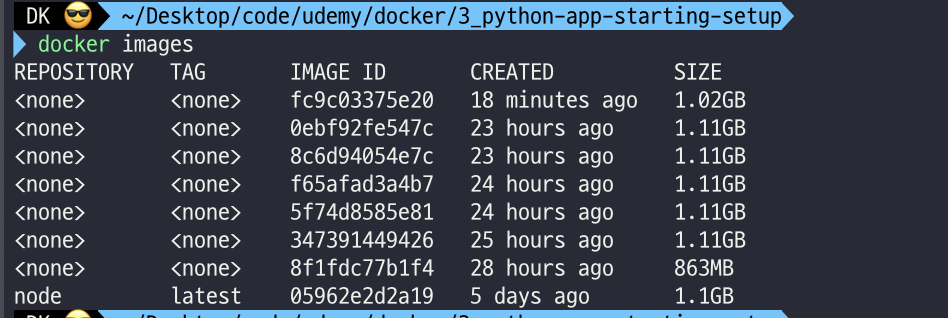 DK 😎 ~/Desktop/code/udemy/docker/3_python-app-starting-setup
docker images
REPOSITORY TAG IMAGE ID CREATED SIZE
<none> <none> fc9c03375e20 18 minutes ago 1.02GB
<none> <none> 0ebf92fe547c 23 hours ago 1.11GB
<none> <none> 8c6d94054e7c 23 hours ago 1.11GB
<none> <none> f65afad3a4b7 24 hours ago 1.11GB
<none> <none> 5f74d8585e81 24 hours ago 1.11GB
<none> <none> 347391449426 25 hours ago 1.11GB
<none> <none> 8f1fdc77b1f4 28 hours ago 863MB
node latest 05962e2d2a19 5 days ago 1.1GB